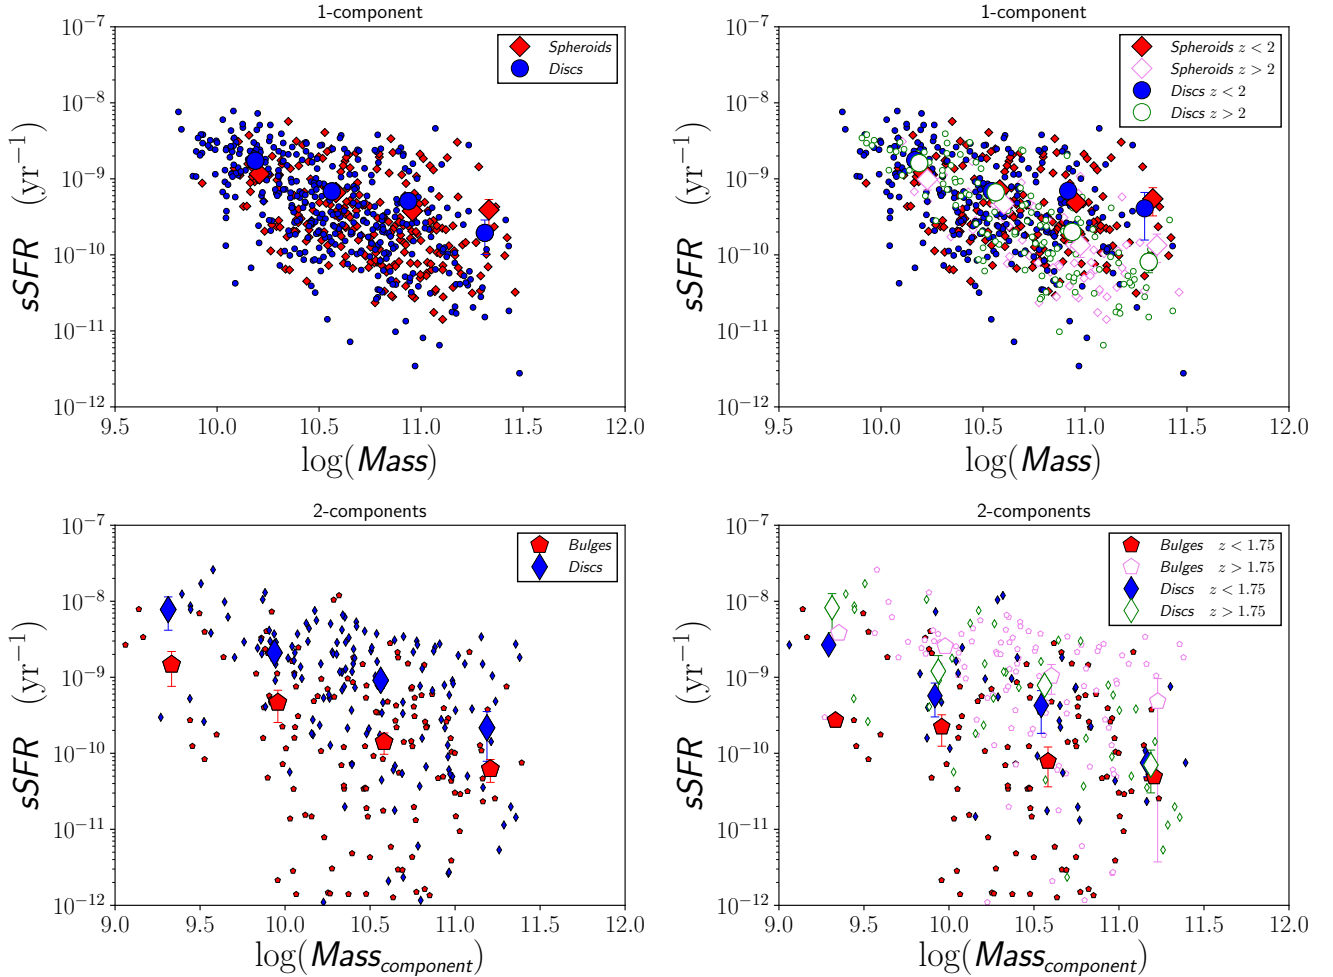 1-component
10⁻⁷
10⁻⁸
10⁻⁹
10⁻¹⁰
10⁻¹¹
10⁻¹²
sSFR (yr⁻¹)
9.5 10.0 10.5 11.0 11.5 12.0
log(Mass)
Spheroids
Discs
1-component
10⁻⁷
10⁻⁸
10⁻⁹
10⁻¹⁰
10⁻¹¹
10⁻¹²
sSFR (yr⁻¹)
9.5 10.0 10.5 11.0 11.5 12.0
log(Mass)
Spheroids z < 2
Spheroids z > 2
Discs z < 2
Discs z > 2
2-components
10⁻⁷
10⁻⁸
10⁻⁹
10⁻¹⁰
10⁻¹¹
10⁻¹²
sSFR (yr⁻¹)
9.0 9.5 10.0 10.5 11.0 11.5 12.0
log(Mass_component)
Bulges
Discs
2-components
10⁻⁷
10⁻⁸
10⁻⁹
10⁻¹⁰
10⁻¹¹
10⁻¹²
sSFR (yr⁻¹)
9.0 9.5 10.0 10.5 11.0 11.5 12.0
log(Mass_component)
Bulges z < 1.75
Bulges z > 1.75
Discs z < 1.75
Discs z > 1.75